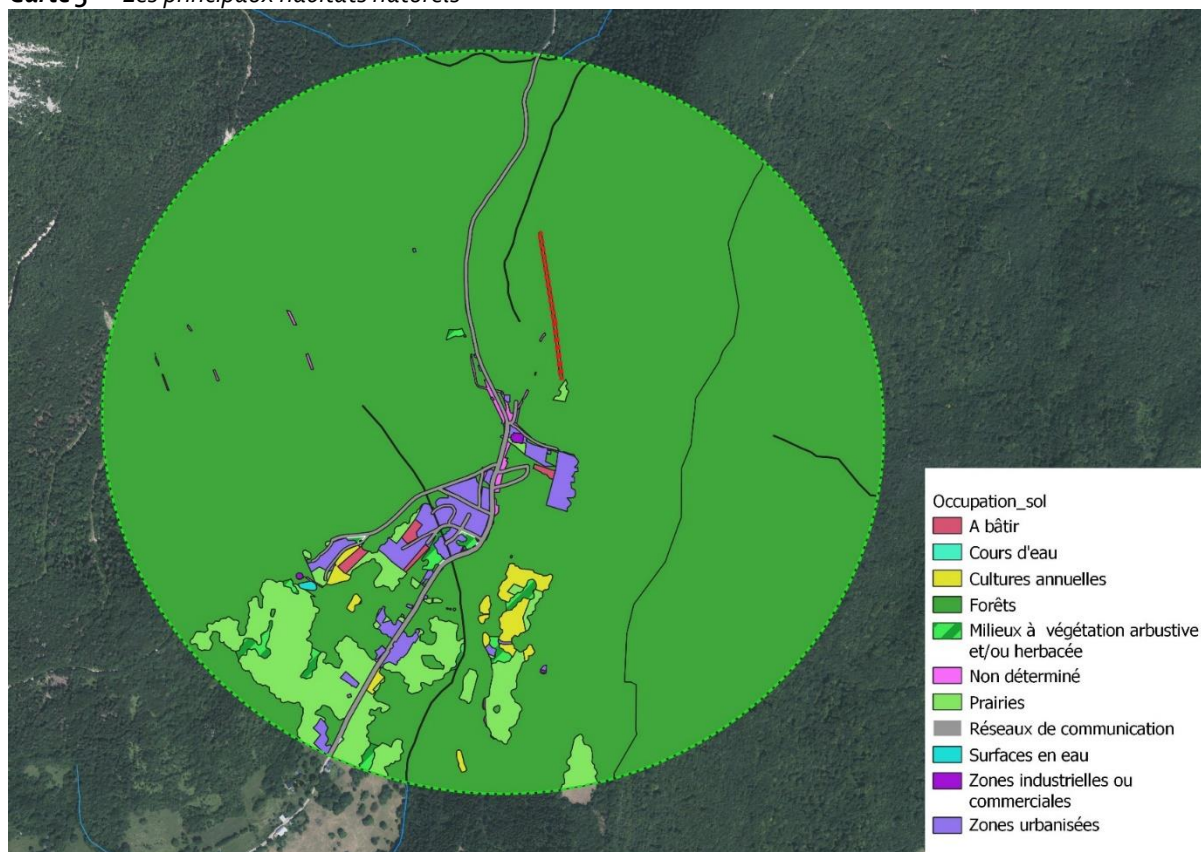 Carte 3 Les principaux habitats naturels
Occupation_sol
A bâtir
Cours d'eau
Cultures annuelles
Forêts
Milieux à végétation arbustive
et/ou herbacée
Non déterminé
Prairies
Réseaux de communication
Surfaces en eau
Zones industrielles ou
commerciales
Zones urbanisées